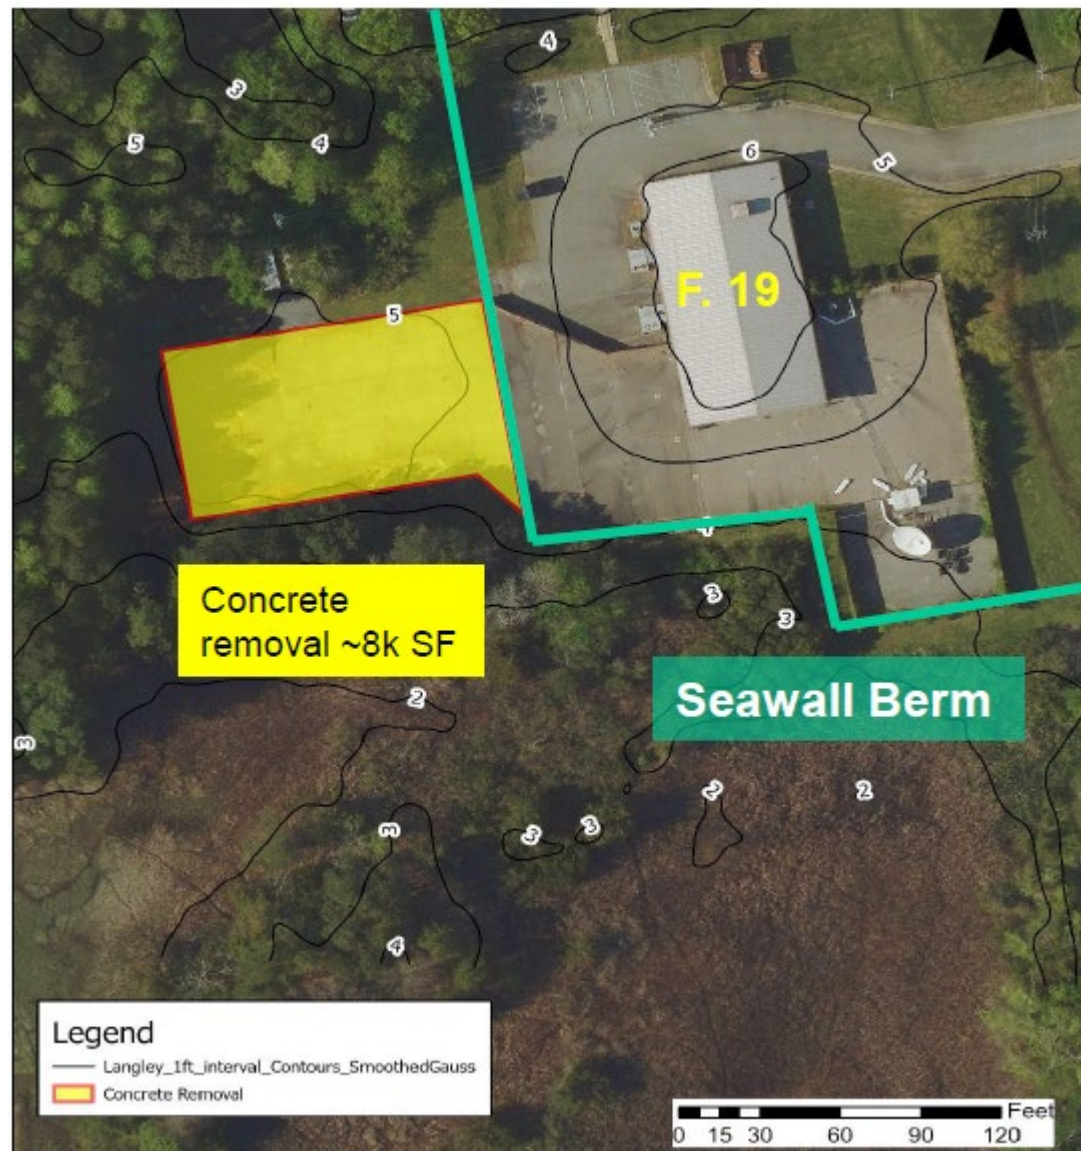 4
3
4
5
6
5
5
F. 19
4
3
3
Concrete
removal ~8k SF
Seawall Berm
2
3
2
2
3
3
3
4
Legend
Langley_1ft_interval_Contours_SmoothedGauss
Concrete Removal
Feet
0 15 30 60 90 120